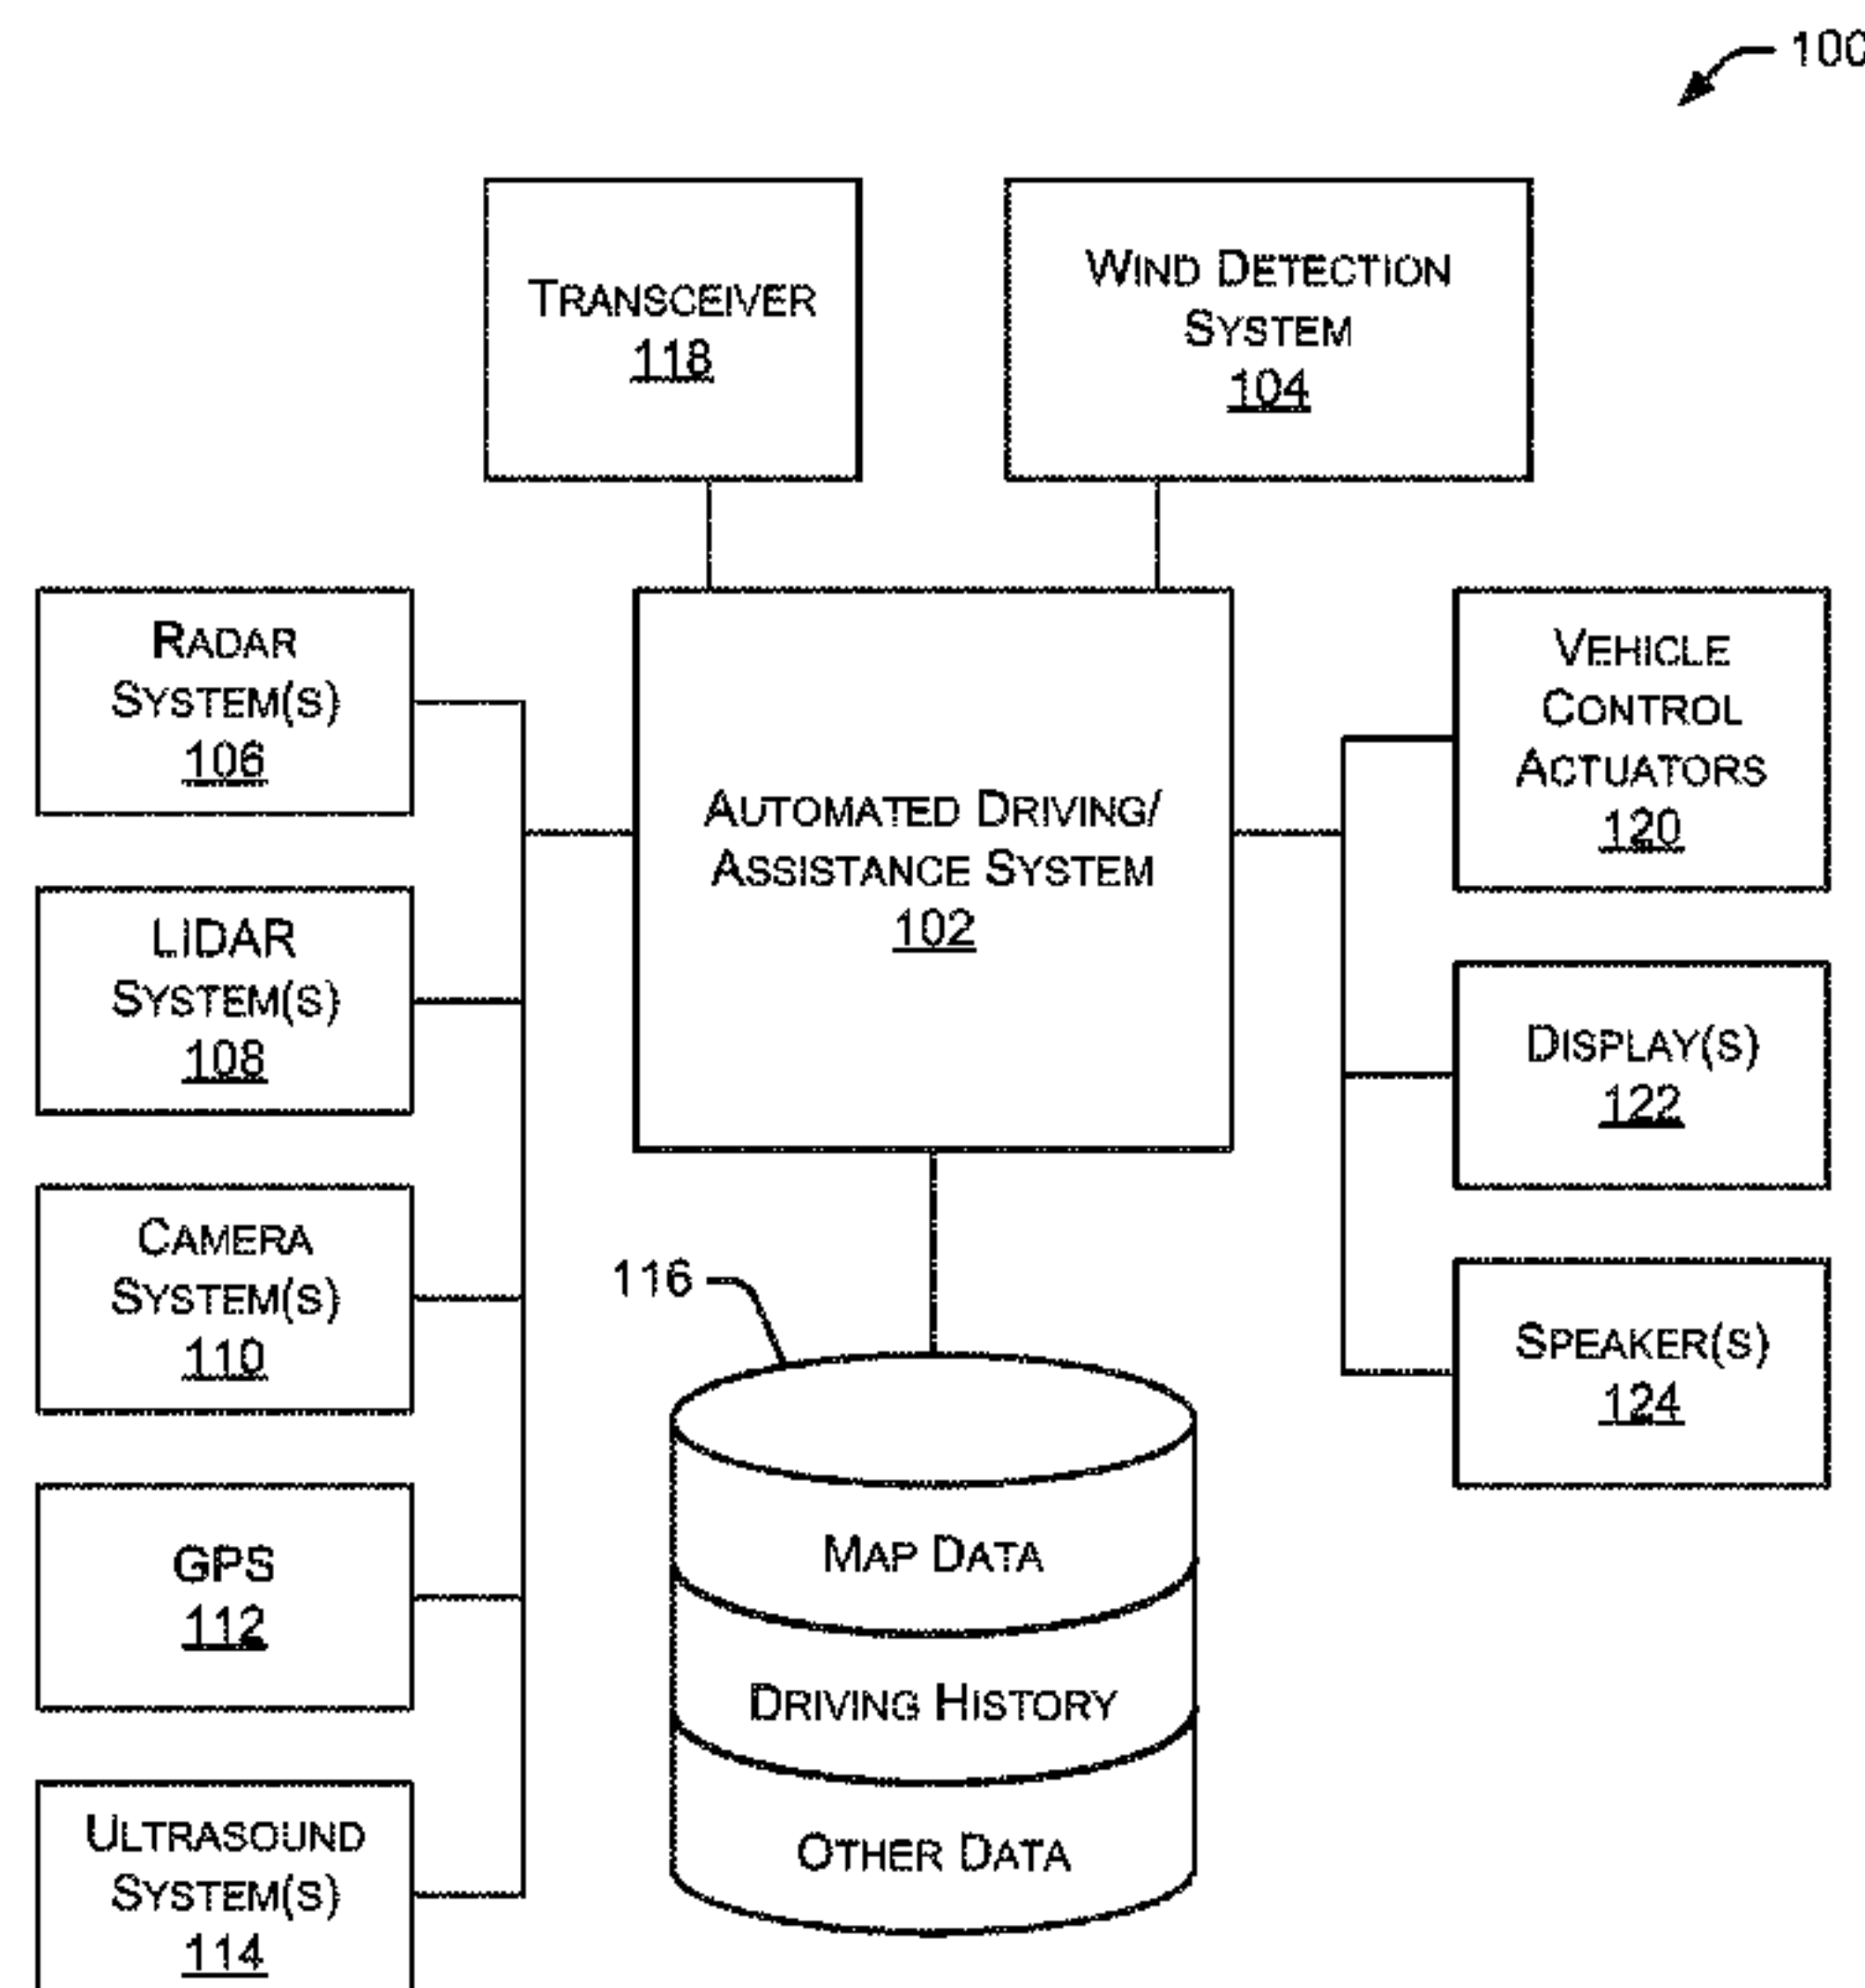 100
TRANSCEIVER
118
WIND DETECTION
SYSTEM
104
RADAR
SYSTEM(S)
106
LIDAR
SYSTEM(S)
108
CAMERA
SYSTEM(S)
110
GPS
112
ULTRASOUND
SYSTEM(S)
114
AUTOMATED DRIVING/
ASSISTANCE SYSTEM
102
116
MAP DATA
DRIVING HISTORY
OTHER DATA
VEHICLE
CONTROL
ACTUATORS
120
DISPLAY(S)
122
SPEAKER(S)
124